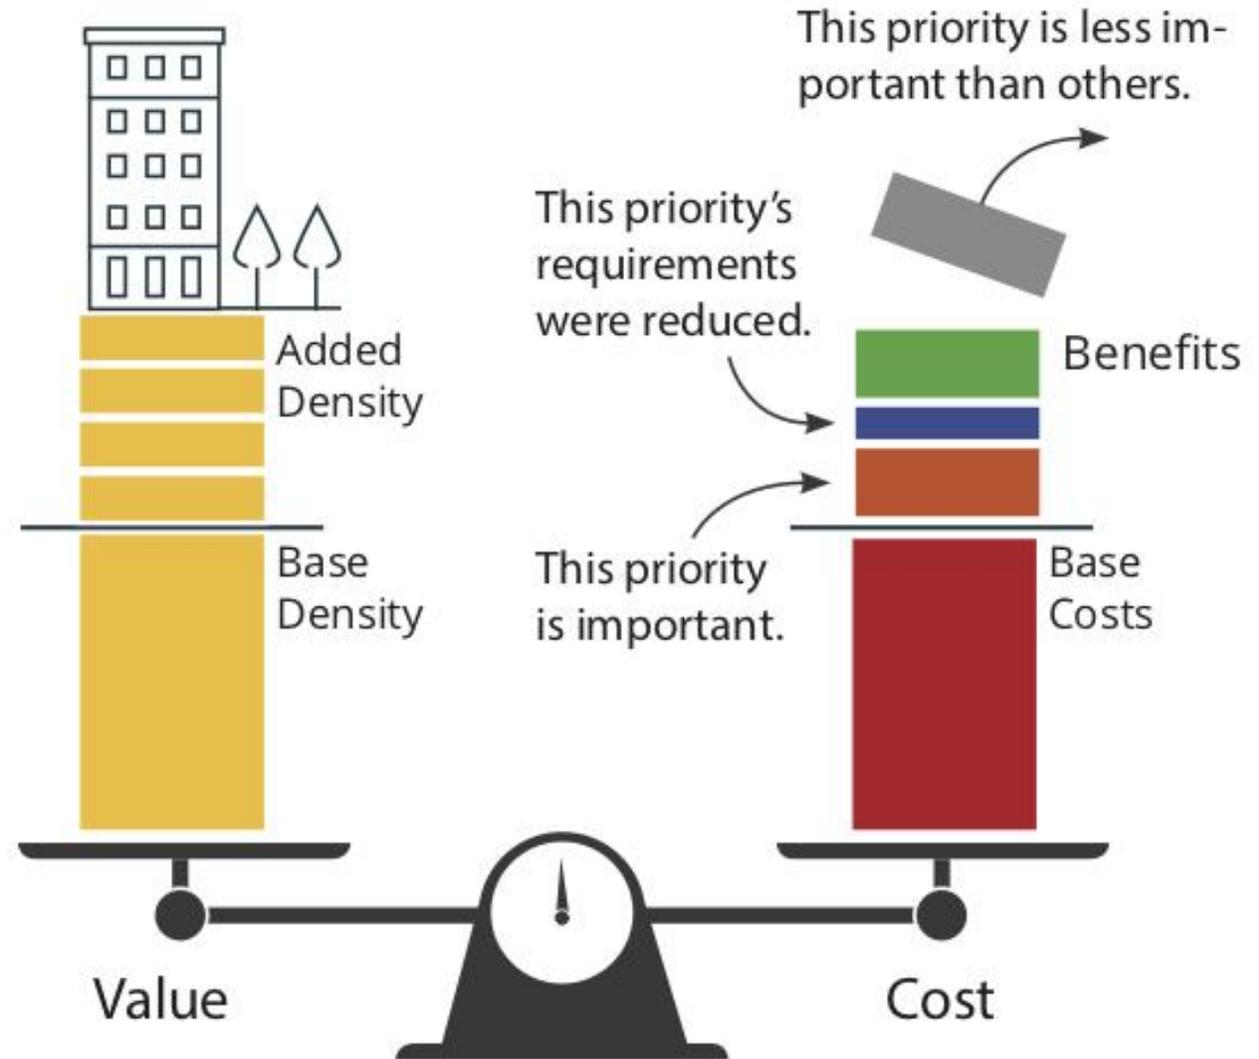 This priority is less im-
portant than others.
This priority's
requirements
were reduced.
Added
Density
Benefits
Base
Density
This priority
is important.
Base
Costs
Value
Cost